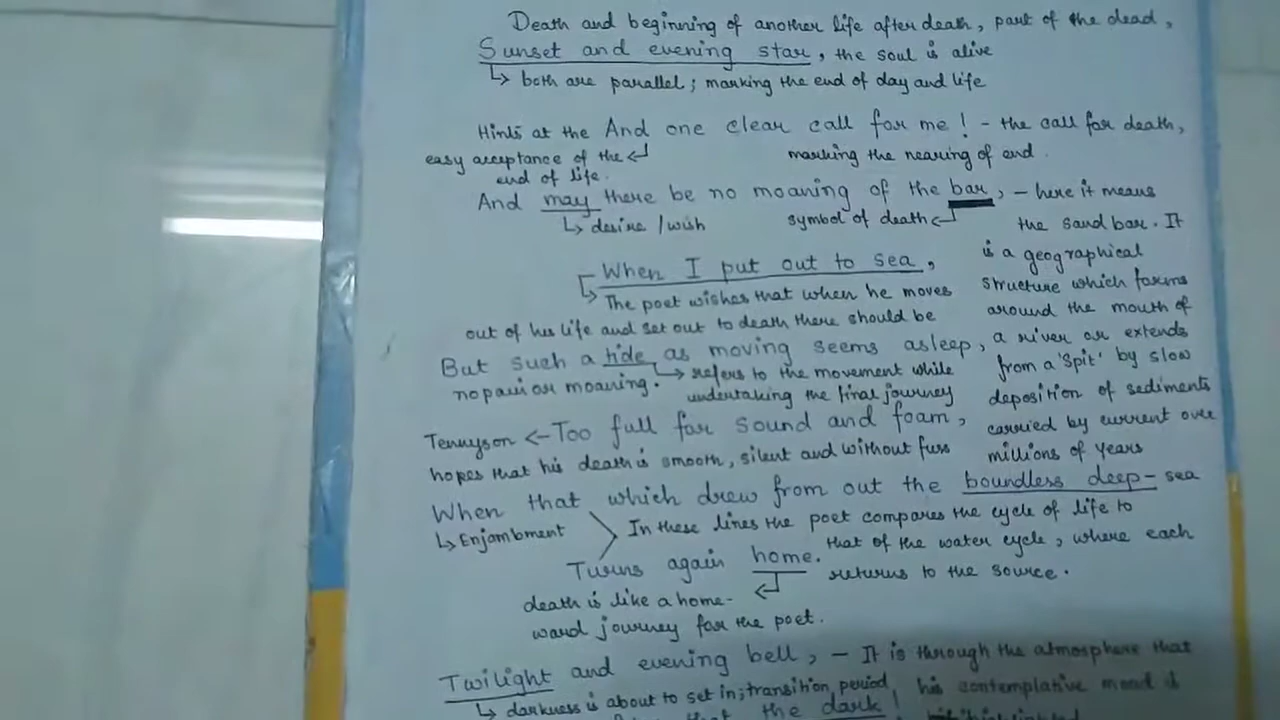 Death and beginning of another life after death, part of the dead,
Sunset and evening star, the soul is alive
↳ both are parallel; marking the end of day and life
Hints at the And one clear call for me! - the call for death,
easy acceptance of the ↵ marking the nearing of end.
end of life.
And may there be no moaning of the bar, - here it means
↳ desire / wish symbol of death ↵ the sand bar. It
When I put out to sea, is a geographical
↳ The poet wishes that when he moves structure which forms
out of his life and set out to death there should be around the mouth of
But such a tide as moving seems asleep, a river or extends
no pain or moaning. ↳ refers to the movement while from a 'spit' by slow
undertaking the final journey deposition of sediments
Tennyson ← Too full for sound and foam, carried by current over
hopes that his death is smooth, silent and without fuss millions of years
When that which drew from out the boundless deep - sea
↳ Enjambment In these lines the poet compares the cycle of life to
Turns again home. that of the water cycle, where each
death is like a home- ↵ returns to the source.
ward journey for the poet.
Twilight and evening bell, - It is through the atmosphere that
↳ darkness is about to set in; transition period his contemplative mood is
that the dark!